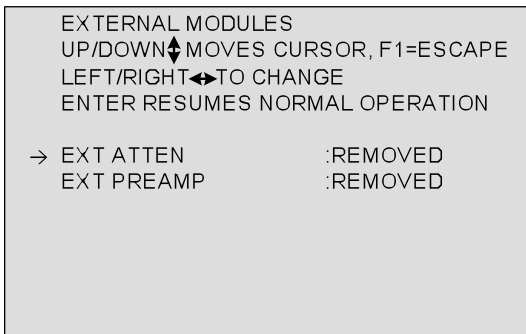 EXTERNAL MODULES
UP/DOWN↕MOVES CURSOR, F1=ESCAPE
LEFT/RIGHT↔TO CHANGE
ENTER RESUMES NORMAL OPERATION
→ EXT ATTEN :REMOVED
EXT PREAMP :REMOVED